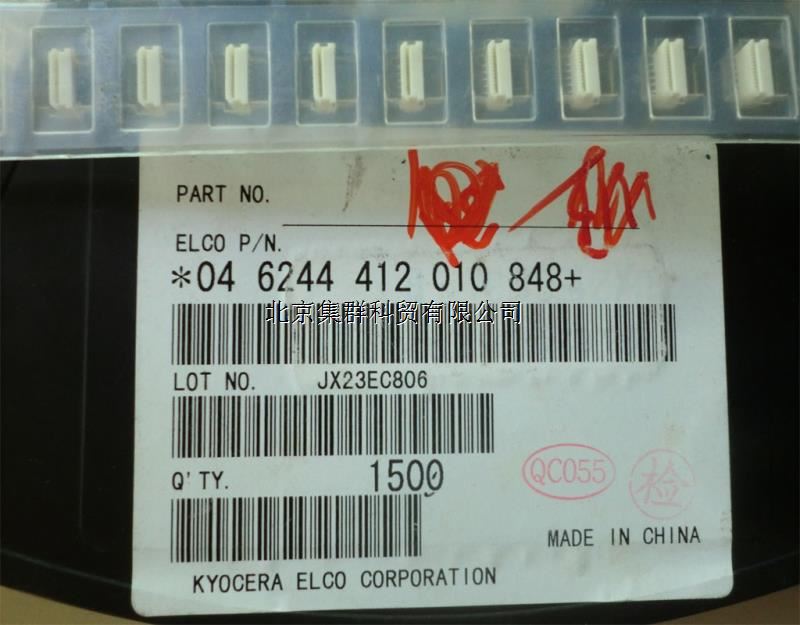 PART NO.
ELCO P/N.
*04 6244 412 010 848+
北京集群科贸有限公司
LOT NO. JX23EC806
Q'TY. 1500
QC055
检
MADE IN CHINA
KYOCERA ELCO CORPORATION